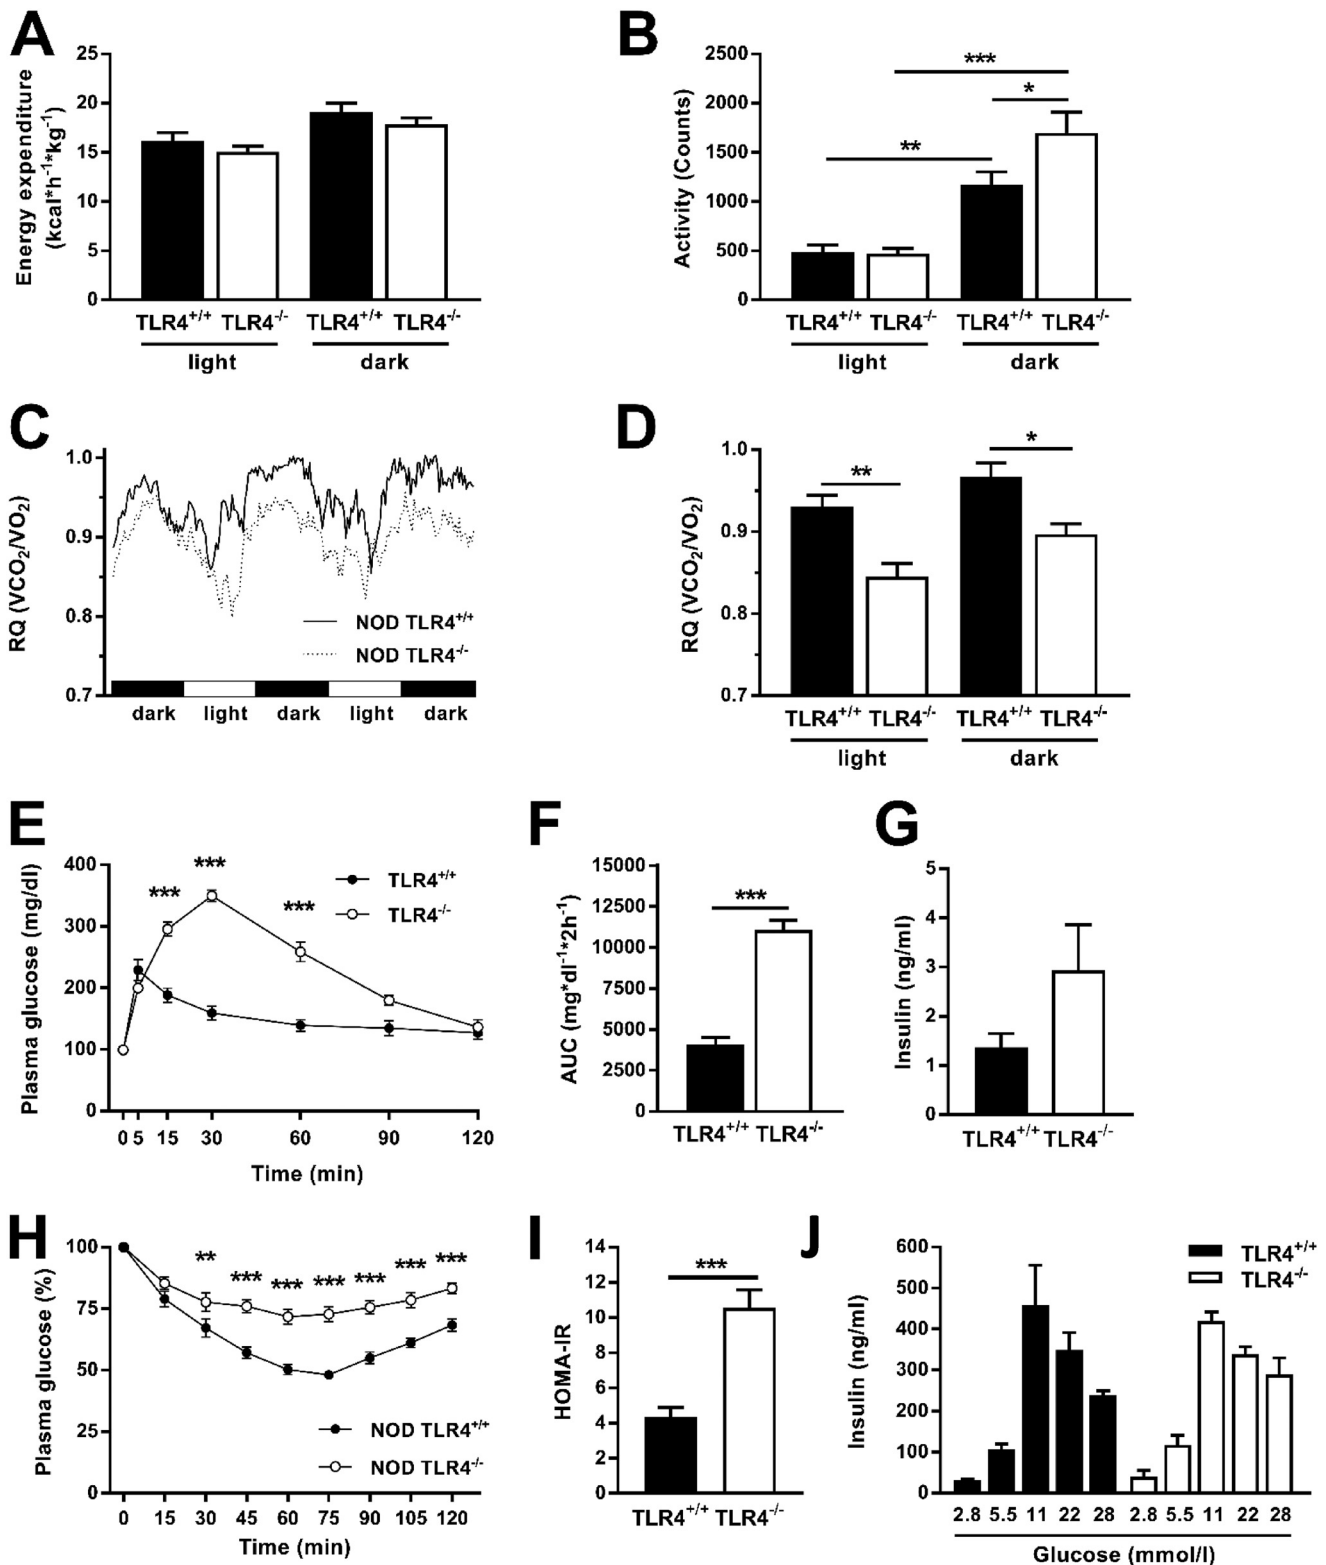 A
Energy expenditure
(kcal*h⁻¹*kg⁻¹)
25
20
15
10
5
0
TLR4⁺/⁺ TLR4⁻/⁻ TLR4⁺/⁺ TLR4⁻/⁻
light dark
B
Activity (Counts)
2500
2000
1500
1000
500
0
***
*
**
TLR4⁺/⁺ TLR4⁻/⁻ TLR4⁺/⁺ TLR4⁻/⁻
light dark
C
RQ (VCO₂/VO₂)
1.0
0.9
0.8
0.7
NOD TLR4⁺/⁺
NOD TLR4⁻/⁻
dark light dark light dark
D
RQ (VCO₂/VO₂)
1.0
0.9
0.8
0.7
**
*
TLR4⁺/⁺ TLR4⁻/⁻ TLR4⁺/⁺ TLR4⁻/⁻
light dark
E
Plasma glucose (mg/dl)
400
300
200
100
0
*** *** ***
TLR4⁺/⁺
TLR4⁻/⁻
0 5 15 30 60 90 120
Time (min)
F
AUC (mg*dl⁻¹*2h⁻¹)
15000
12500
10000
7500
5000
2500
0
***
TLR4⁺/⁺ TLR4⁻/⁻
G
Insulin (ng/ml)
5
4
3
2
1
0
TLR4⁺/⁺ TLR4⁻/⁻
H
Plasma glucose (%)
100
75
50
25
0
** *** *** *** *** *** ***
NOD TLR4⁺/⁺
NOD TLR4⁻/⁻
0 15 30 45 60 75 90 105 120
Time (min)
I
HOMA-IR
14
12
10
8
6
4
2
0
***
TLR4⁺/⁺ TLR4⁻/⁻
J
Insulin (ng/ml)
600
500
400
300
200
100
0
TLR4⁺/⁺
TLR4⁻/⁻
2.8 5.5 11 22 28 2.8 5.5 11 22 28
Glucose (mmol/l)